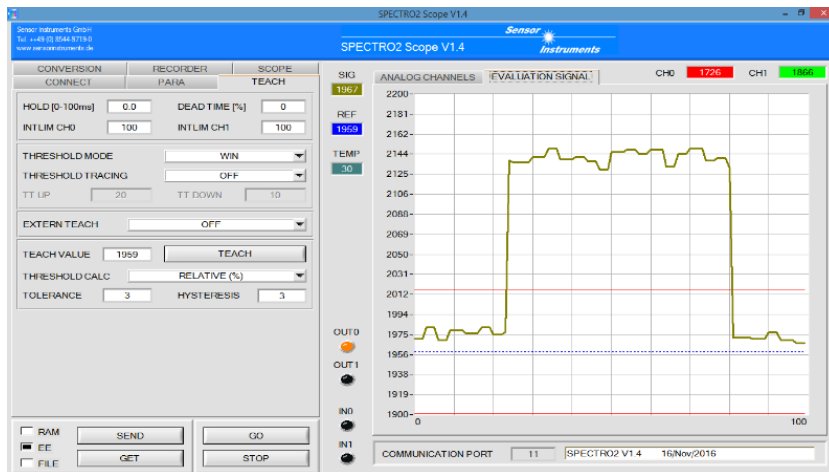 SPECTRO2 Scope V1.4
Sensor Instruments GmbH
Tel. ++49 (0) 8544-9719-0
www.sensorinstruments.de
SPECTRO2 Scope V1.4
Sensor
Instruments
CONVERSION RECORDER SCOPE
CONNECT PARA TEACH
HOLD [0-100ms] 0.0 DEAD TIME [%] 0
INTLIM CH0 100 INTLIM CH1 100
THRESHOLD MODE WIN
THRESHOLD TRACING OFF
TT UP 20 TT DOWN 10
EXTERN TEACH OFF
TEACH VALUE 1959 TEACH
THRESHOLD CALC RELATIVE (%)
TOLERANCE 3 HYSTERESIS 3
RAM
EE
FILE
SEND GO
GET STOP
SIG
1967
REF
1959
TEMP
30
OUT0
OUT1
IN0
IN1
ANALOG CHANNELS EVALUATION SIGNAL CH0 1726 CH1 1866
2200
2181
2162
2144
2125
2106
2088
2069
2050
2031
2012
1994
1975
1956
1938
1919
1900
0 100
COMMUNICATION PORT 11 SPECTRO2 V1.4 16/Nov/2016